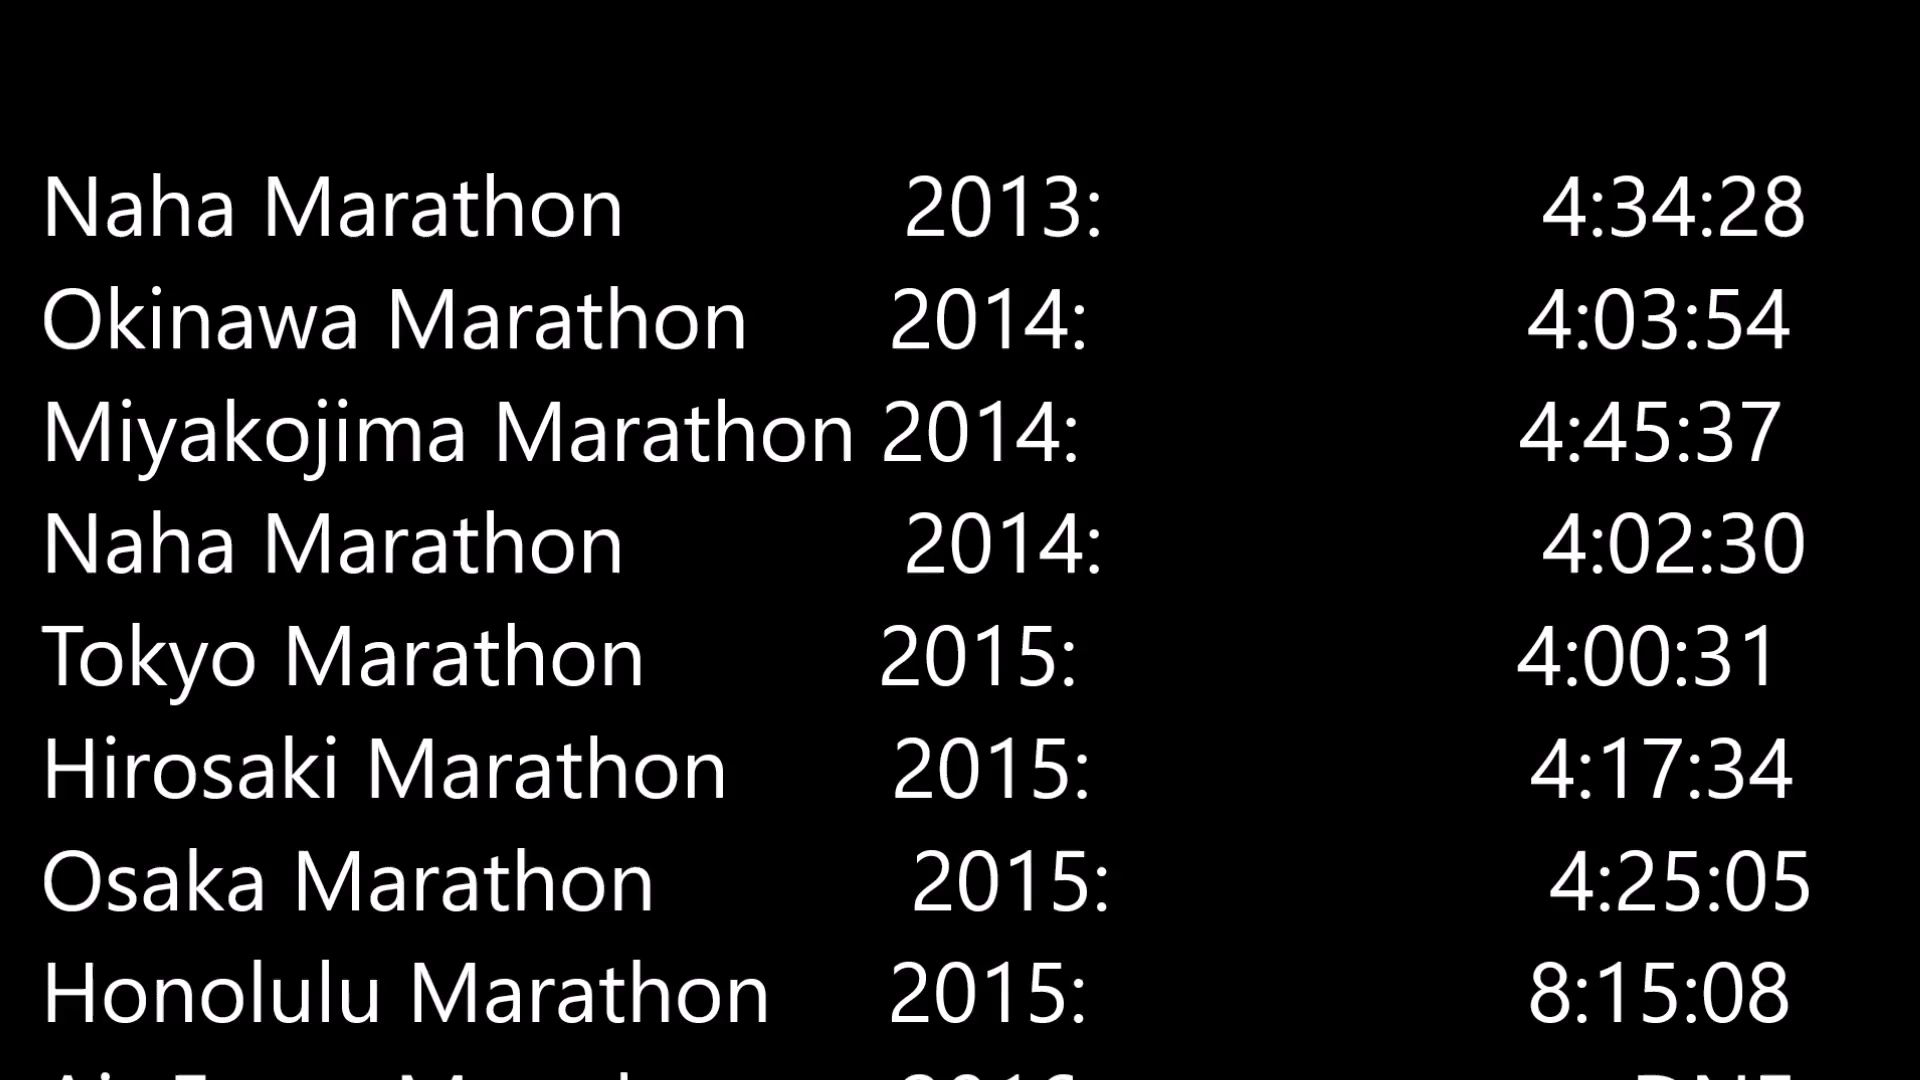 Naha Marathon 2013: 4:34:28
Okinawa Marathon 2014: 4:03:54
Miyakojima Marathon 2014: 4:45:37
Naha Marathon 2014: 4:02:30
Tokyo Marathon 2015: 4:00:31
Hirosaki Marathon 2015: 4:17:34
Osaka Marathon 2015: 4:25:05
Honolulu Marathon 2015: 8:15:08